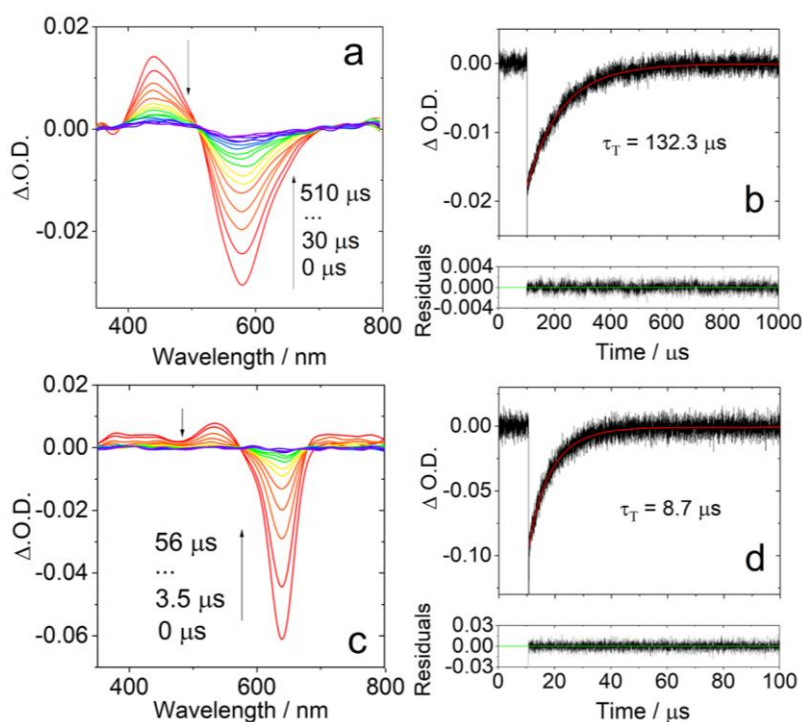 a
0.02
0.00
-0.02
Δ.O.D.
510 µs
...
30 µs
0 µs
400 600 800
Wavelength / nm
b
0.00
-0.01
-0.02
Δ O.D.
τT = 132.3 µs
0.004
0.000
-0.004
Residuals
0 200 400 600 800 1000
Time / µs
c
0.02
0.00
-0.02
-0.04
-0.06
Δ.O.D.
56 µs
...
3.5 µs
0 µs
400 600 800
Wavelength / nm
d
0.00
-0.05
-0.10
Δ O.D.
τT = 8.7 µs
0.03
0.00
-0.03
Residuals
0 20 40 60 80 100
Time / µs